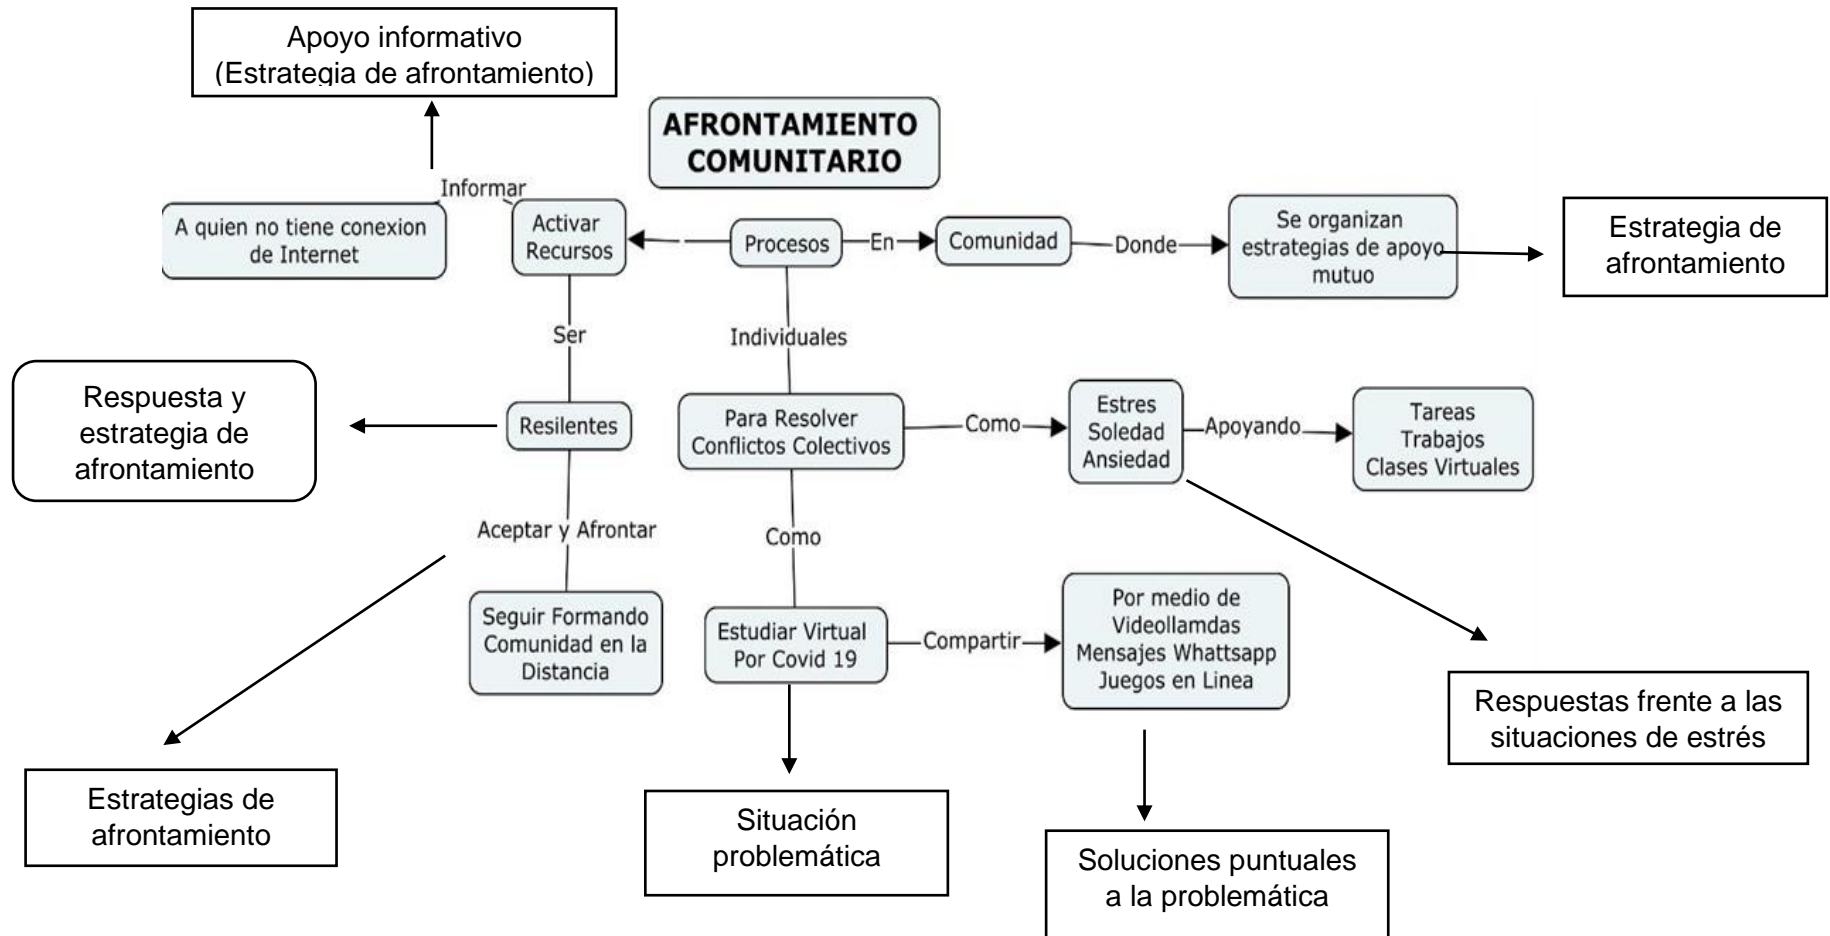 Apoyo informativo
(Estrategia de afrontamiento)
AFRONTAMIENTO
COMUNITARIO
Informar
A quien no tiene conexion
de Internet
Activar
Recursos
Procesos
En
Comunidad
Donde
Se organizan
estrategias de apoyo
mutuo
Estrategia de
afrontamiento
Ser
Individuales
Respuesta y
estrategia de
afrontamiento
Resilentes
Para Resolver
Conflictos Colectivos
Como
Estres
Soledad
Ansiedad
Apoyando
Tareas
Trabajos
Clases Virtuales
Aceptar y Afrontar
Como
Seguir Formando
Comunidad en la
Distancia
Estudiar Virtual
Por Covid 19
Compartir
Por medio de
Videollamdas
Mensajes Whattsapp
Juegos en Linea
Respuestas frente a las
situaciones de estrés
Estrategias de
afrontamiento
Situación
problemática
Soluciones puntuales
a la problemática